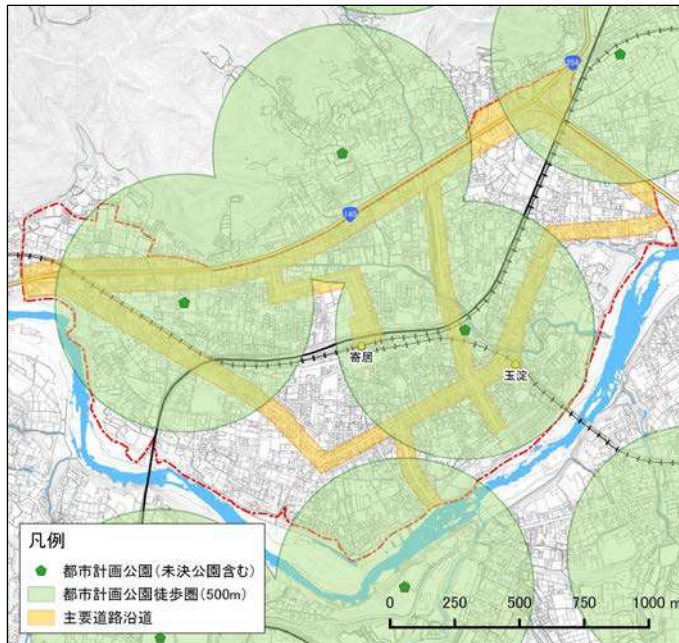 254
140
寄居
玉淀
凡例
都市計画公園(未決公園含む)
都市計画公園徒歩圏(500m)
主要道路沿道
0 250 500 750 1000 m